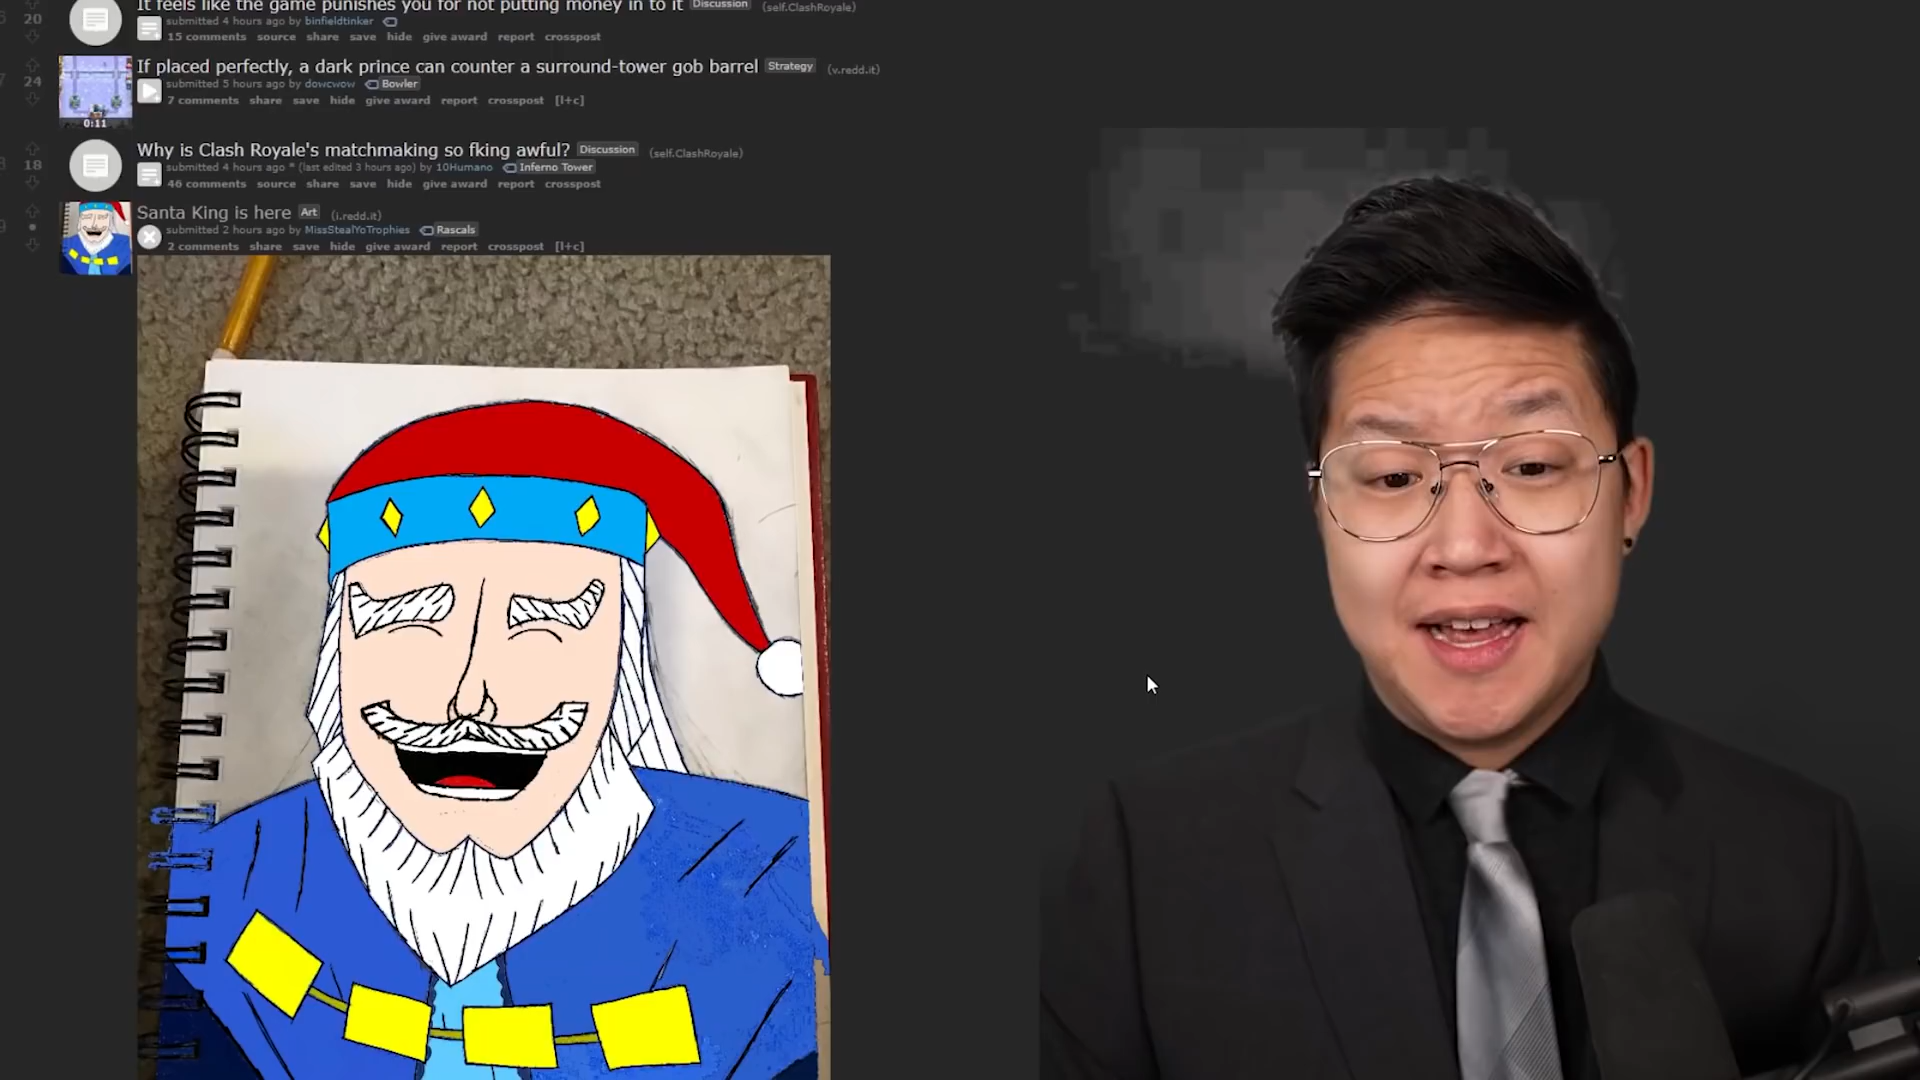 It feels like the game punishes you for not putting money in to it Discussion (self.ClashRoyale)
20
submitted 4 hours ago by binfieldtinker
15 comments source share save hide give award report crosspost
24
If placed perfectly, a dark prince can counter a surround-tower gob barrel Strategy (v.redd.it)
submitted 5 hours ago by dowcwow Bowler
7 comments share save hide give award report crosspost [l+c]
0:11
18
Why is Clash Royale's matchmaking so fking awful? Discussion (self.ClashRoyale)
submitted 4 hours ago * (last edited 3 hours ago) by 10Humano Inferno Tower
46 comments source share save hide give award report crosspost
Santa King is here Art (i.redd.it)
submitted 2 hours ago by MissStealYoTrophies Rascals
2 comments share save hide give award report crosspost [l+c]